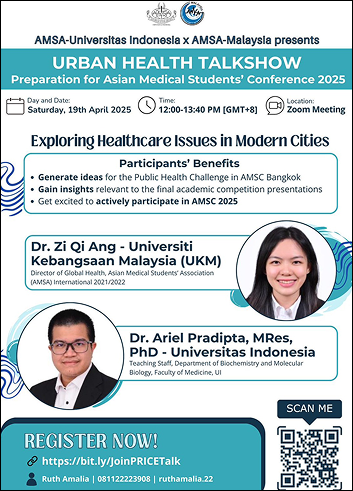 AMSA-Universitas Indonesia x AMSA-Malaysia presents
URBAN HEALTH TALKSHOW
Preparation for Asian Medical Students' Conference 2025
Day and Date:
Saturday, 19th April 2025
Time:
12:00-13:40 PM [GMT+8]
Location:
Zoom Meeting
Exploring Healthcare Issues in Modern Cities
Participants' Benefits
• Generate ideas for the Public Health Challenge in AMSC Bangkok
• Gain insights relevant to the final academic competition presentations
• Get excited to actively participate in AMSC 2025
Dr. Zi Qi Ang - Universiti
Kebangsaan Malaysia (UKM)
Director of Global Health, Asian Medical Students' Association
(AMSA) International 2021/2022
Dr. Ariel Pradipta, MRes,
PhD - Universitas Indonesia
Teaching Staff, Department of Biochemistry and Molecular
Biology, Faculty of Medicine, UI
SCAN ME
REGISTER NOW!
https://bit.ly/JoinPRICETalk
Ruth Amalia | 081122223908 | ruthamalia.22